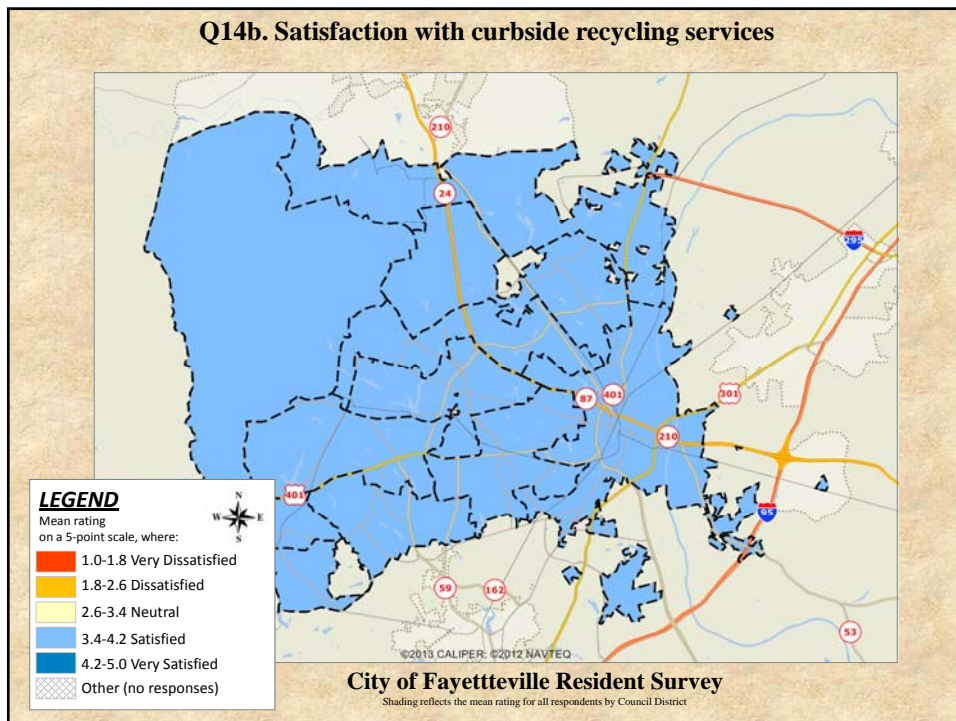 Q14b. Satisfaction with curbside recycling services
210
24
295
87
401
301
210
401
95
59
162
53
LEGEND
Mean rating
on a 5-point scale, where:
N
W E
S
1.0-1.8 Very Dissatisfied
1.8-2.6 Dissatisfied
2.6-3.4 Neutral
3.4-4.2 Satisfied
4.2-5.0 Very Satisfied
Other (no responses)
©2013 CALIPER; ©2012 NAVTEQ
City of Fayettteville Resident Survey
Shading reflects the mean rating for all respondents by Council District